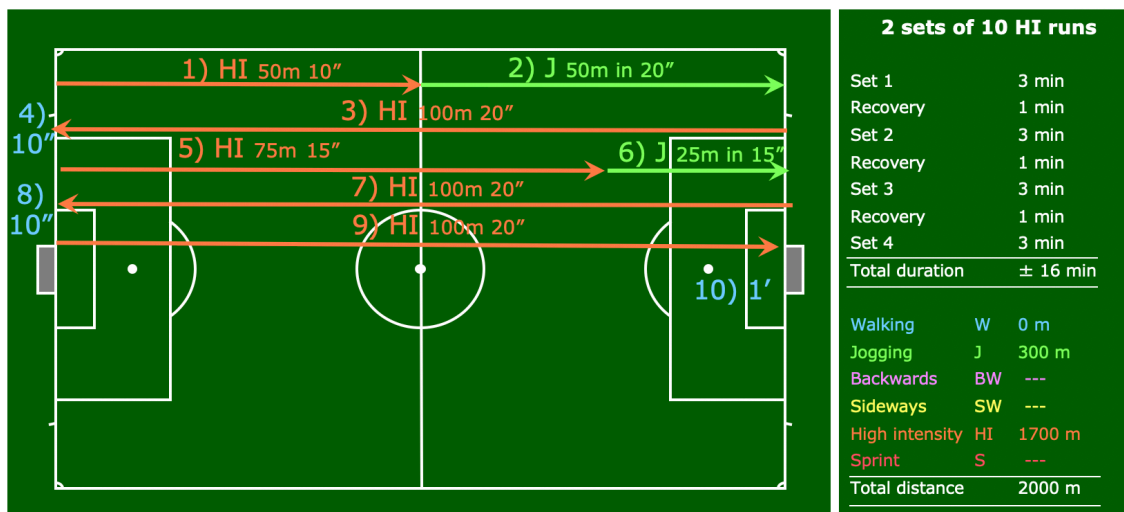 1) HI 50m 10”
2) J 50m in 20”
3) HI 100m 20”
4)
10”
5) HI 75m 15”
6) J 25m in 15”
7) HI 100m 20”
8)
10”
9) HI 100m 20”
10) 1’
2 sets of 10 HI runs
Set 1 3 min
Recovery 1 min
Set 2 3 min
Recovery 1 min
Set 3 3 min
Recovery 1 min
Set 4 3 min
Total duration ± 16 min
Walking W 0 m
Jogging J 300 m
Backwards BW ---
Sideways SW ---
High intensity HI 1700 m
Sprint S ---
Total distance 2000 m